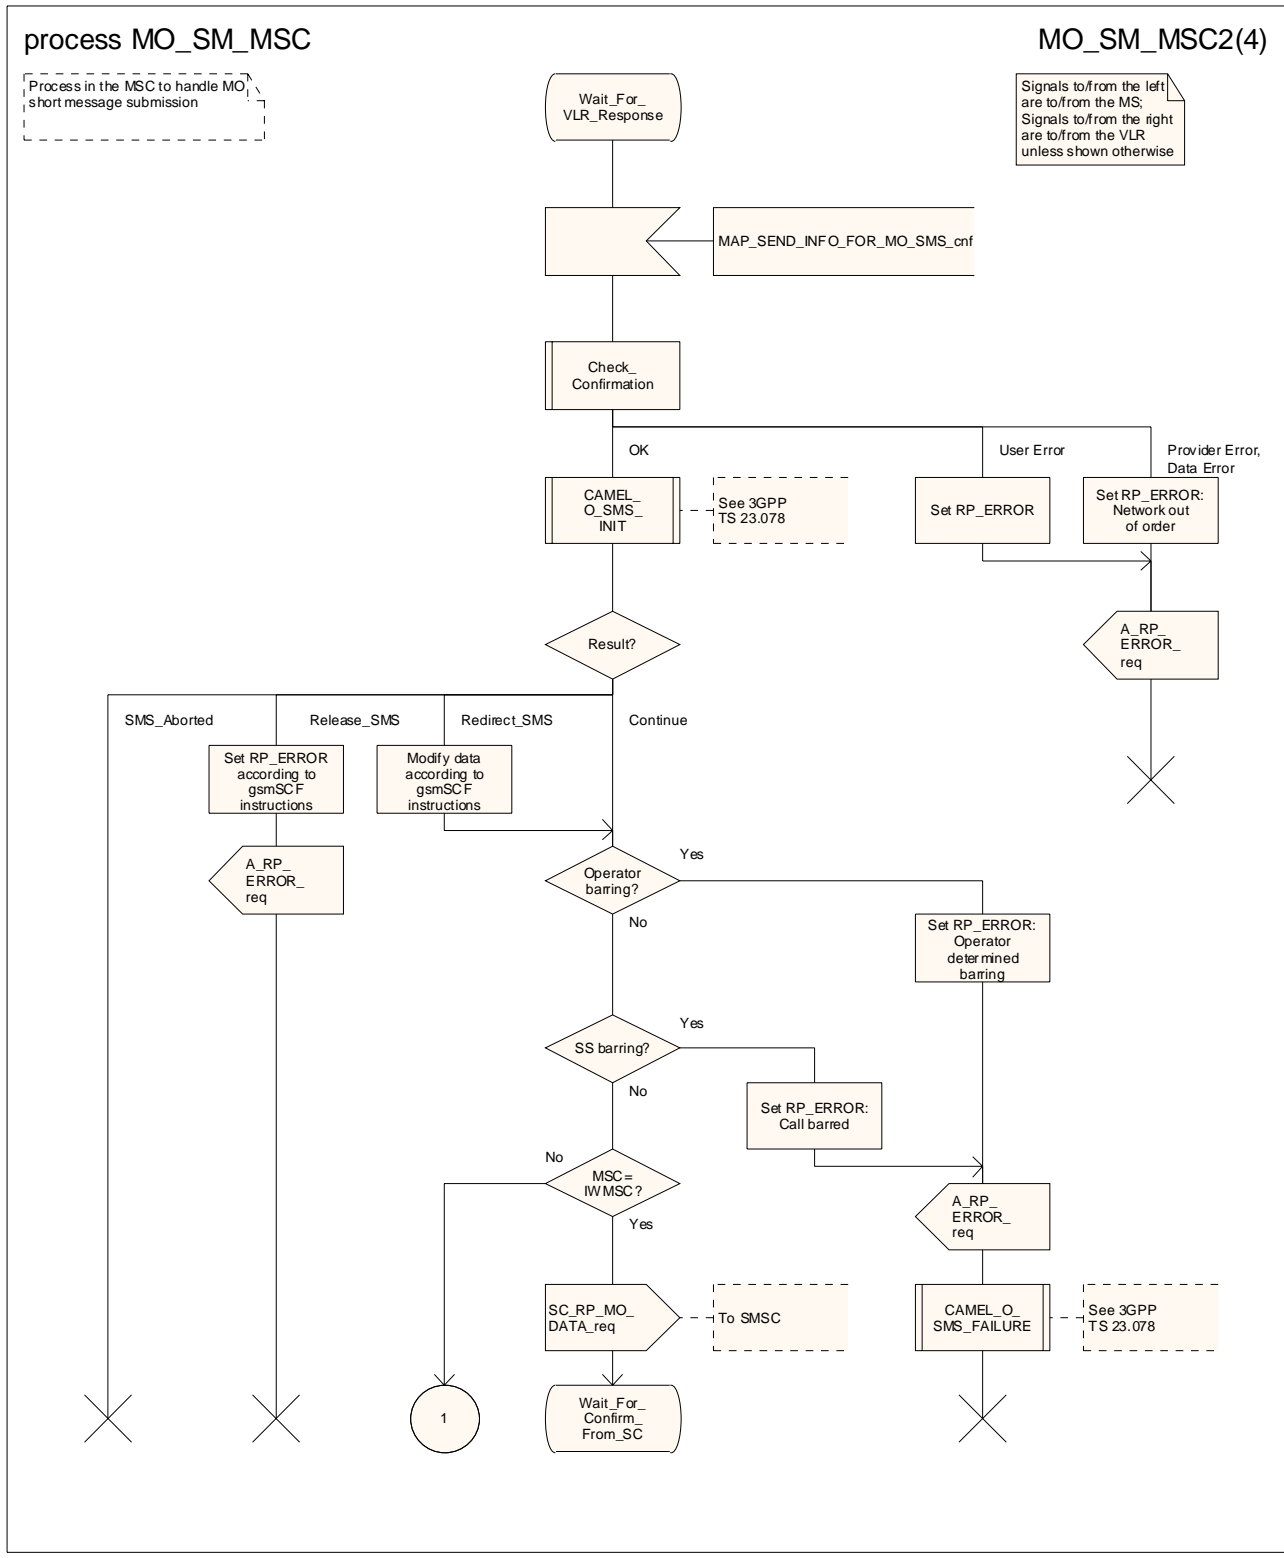 process MO_SM_MSC
MO_SM_MSC2(4)
Process in the MSC to handle MO
short message submission
Signals to/from the left
are to/from the MS;
Signals to/from the right
are to/from the VLR
unless shown otherwise
Wait_For_
VLR_Response
MAP_SEND_INFO_FOR_MO_SMS_cnf
Check_
Confirmation
OK
User Error
Provider Error,
Data Error
CAMEL_
O_SMS_
INIT
See 3GPP
TS 23.078
Set RP_ERROR
Set RP_ERROR:
Network out
of order
A_RP_
ERROR_
req
Result?
SMS_Aborted
Release_SMS
Redirect_SMS
Continue
Set RP_ERROR
according to
gsmSCF
instructions
Modify data
according to
gsmSCF
instructions
A_RP_
ERROR_
req
Operator
barring?
Yes
No
Set RP_ERROR:
Operator
determined
barring
SS barring?
Yes
No
Set RP_ERROR:
Call barred
MSC=
IWMSC?
No
Yes
A_RP_
ERROR_
req
SC_RP_MO_
DATA_req
To SMSC
CAMEL_O_
SMS_FAILURE
See 3GPP
TS 23.078
1
Wait_For_
Confirm_
From_SC